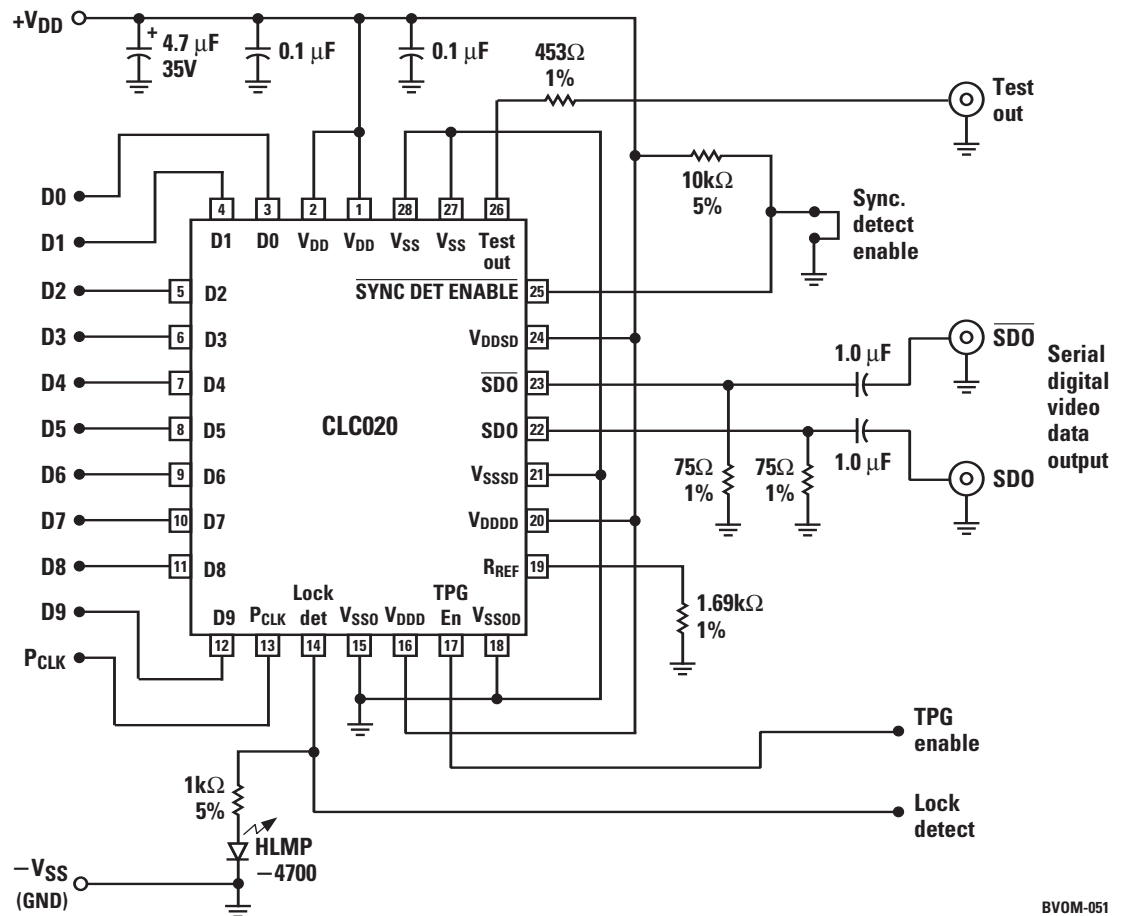 +VDD
+
4.7 µF
35V
0.1 µF
0.1 µF
453Ω
1%
Test
out
10kΩ
5%
Sync.
detect
enable
D0
D1
D2
D3
D4
D5
D6
D7
D8
D9
PCLK
4
3
2
1
28
27
26
D1
D0
VDD
VDD
VSS
VSS
Test
out
5
D2
6
D3
7
D4
8
D5
9
D6
10
D7
11
D8
CLC020
SYNC DET ENABLE
25
VDDSD
24
SDO
23
SDO
22
VSSSD
21
VDDDD
20
RREF
19
D9
PCLK
Lock
det
VSSO
VDDD
TPG
En
VSSOD
12
13
14
15
16
17
18
1.0 µF
1.0 µF
SDO
SDO
Serial
digital
video
data
output
75Ω
1%
75Ω
1%
1.69kΩ
1%
TPG
enable
Lock
detect
1kΩ
5%
HLMP
–4700
–VSS
(GND)
BVOM-051